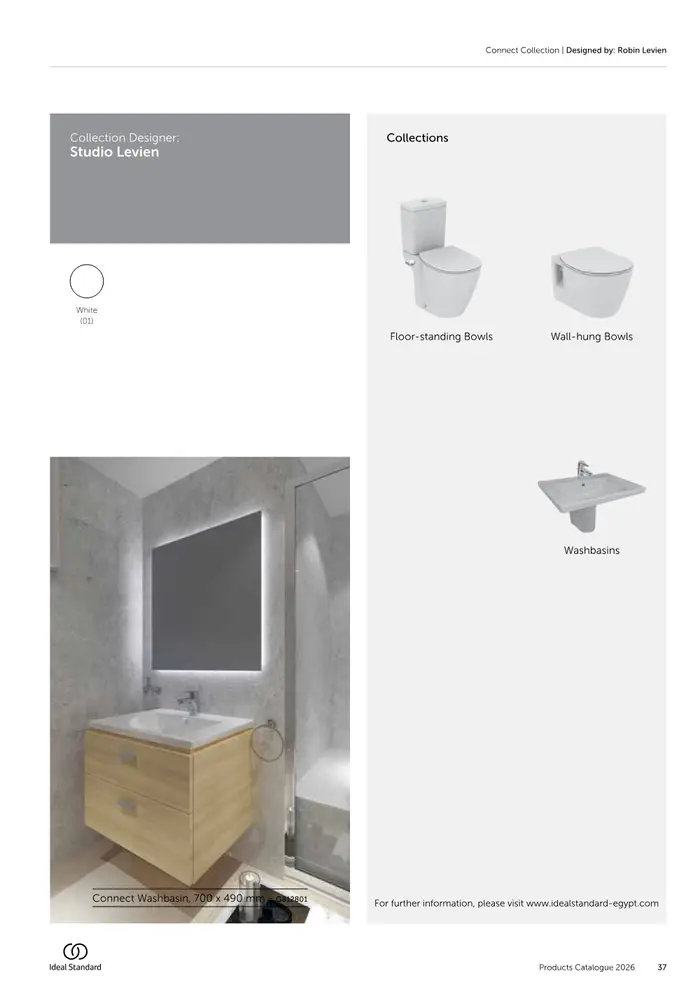 Connect Collection | Designed by: Robin Levien
Collection Designer:
Studio Levien
White
(01)
Collections
Floor-standing Bowls
Wall-hung Bowls
Washbasins
Connect Washbasin, 700 x 490 mm - G812801
For further information, please visit www.idealstandard-egypt.com
Ideal Standard
Products Catalogue 2026 37